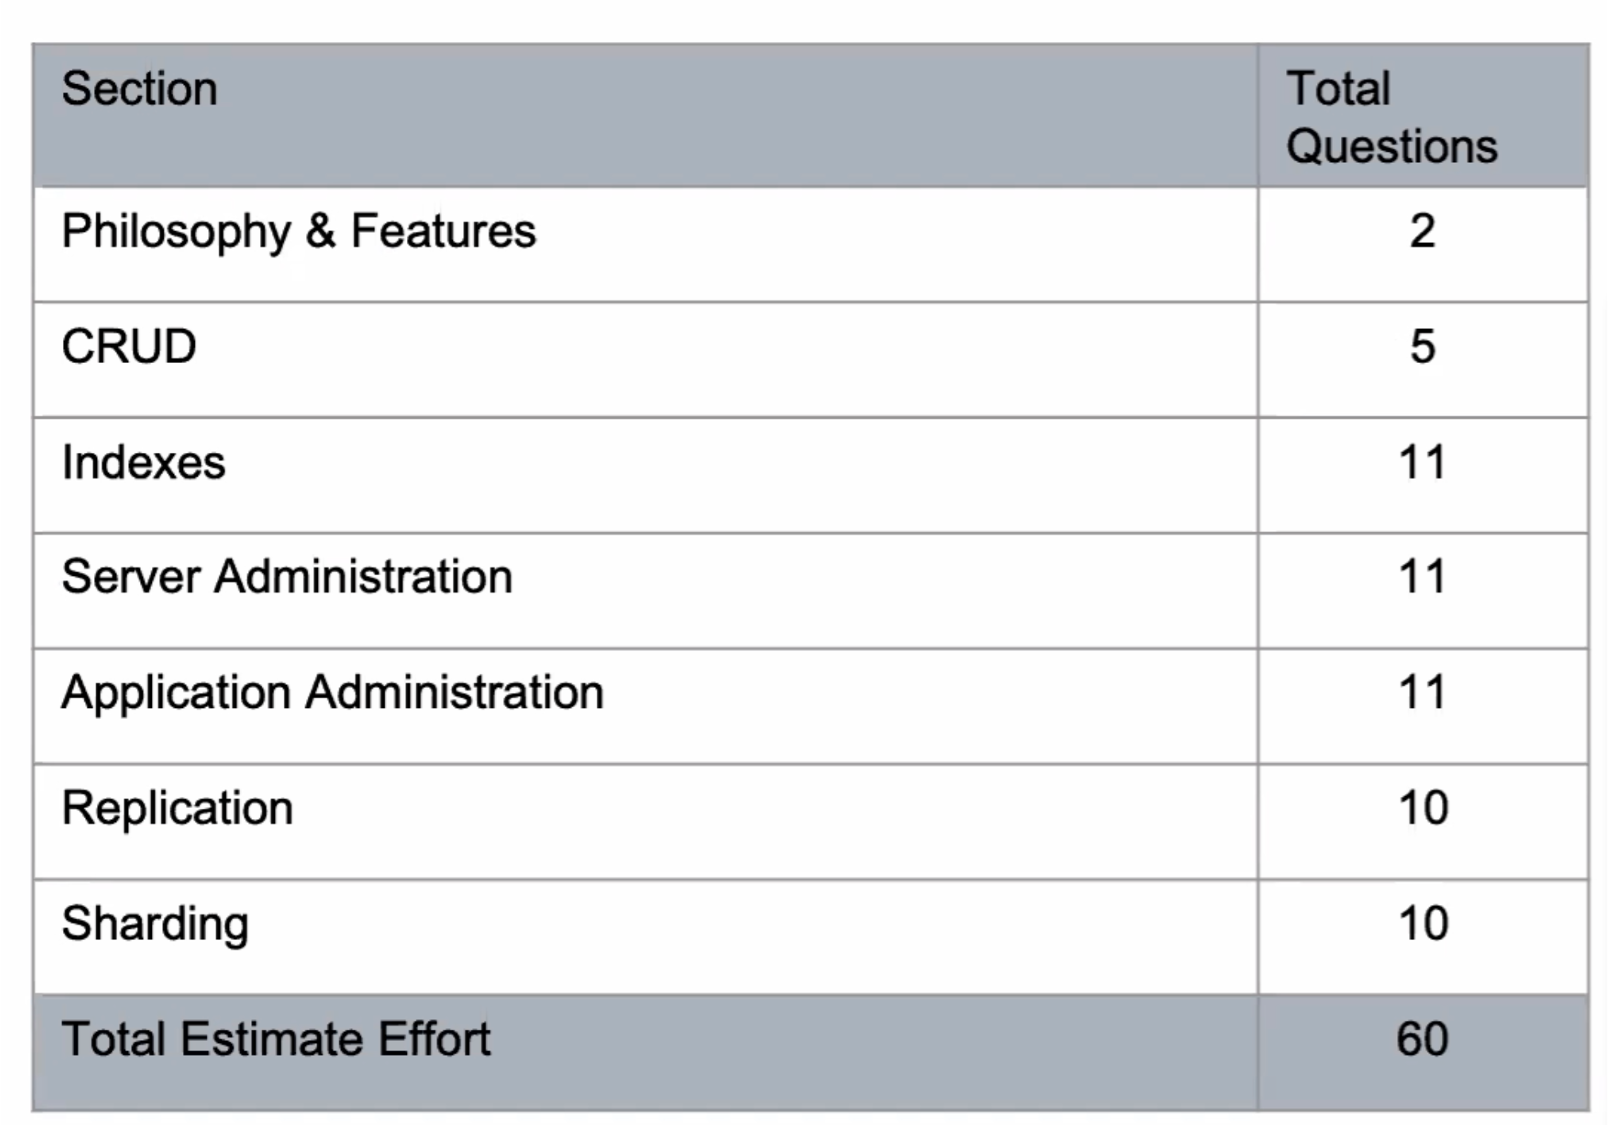 Section
Total
Questions
Philosophy & Features
2
CRUD
5
Indexes
11
Server Administration
11
Application Administration
11
Replication
10
Sharding
10
Total Estimate Effort
60